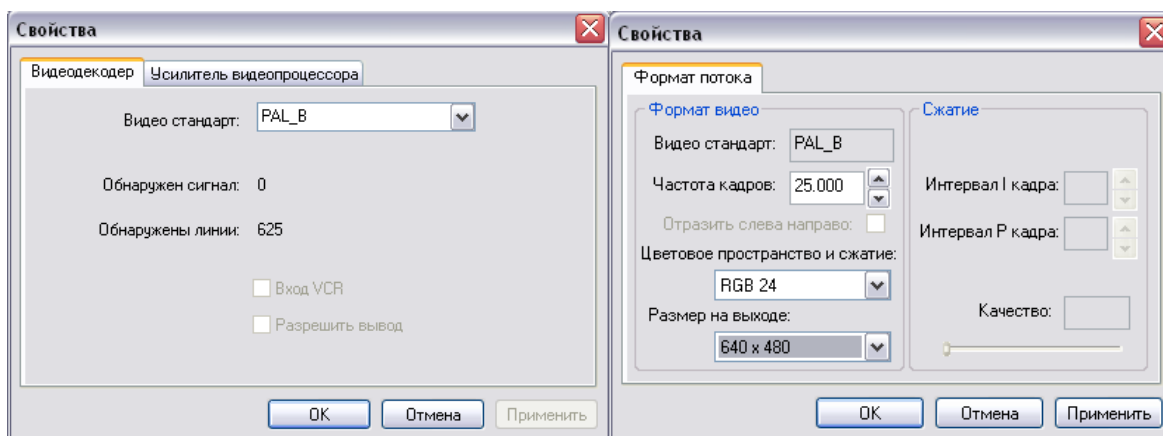 Свойства
Видеодекодер Усилитель видеопроцессора
Видео стандарт: PAL_B
Обнаружен сигнал: 0
Обнаружены линии: 625
Вход VCR
Разрешить вывод
OK Отмена Применить
Свойства
Формат потока
Формат видео
Видео стандарт: PAL_B
Частота кадров: 25.000
Отразить слева направо:
Цветовое пространство и сжатие:
RGB 24
Размер на выходе:
640 x 480
Сжатие
Интервал I кадра:
Интервал P кадра:
Качество:
OK Отмена Применить